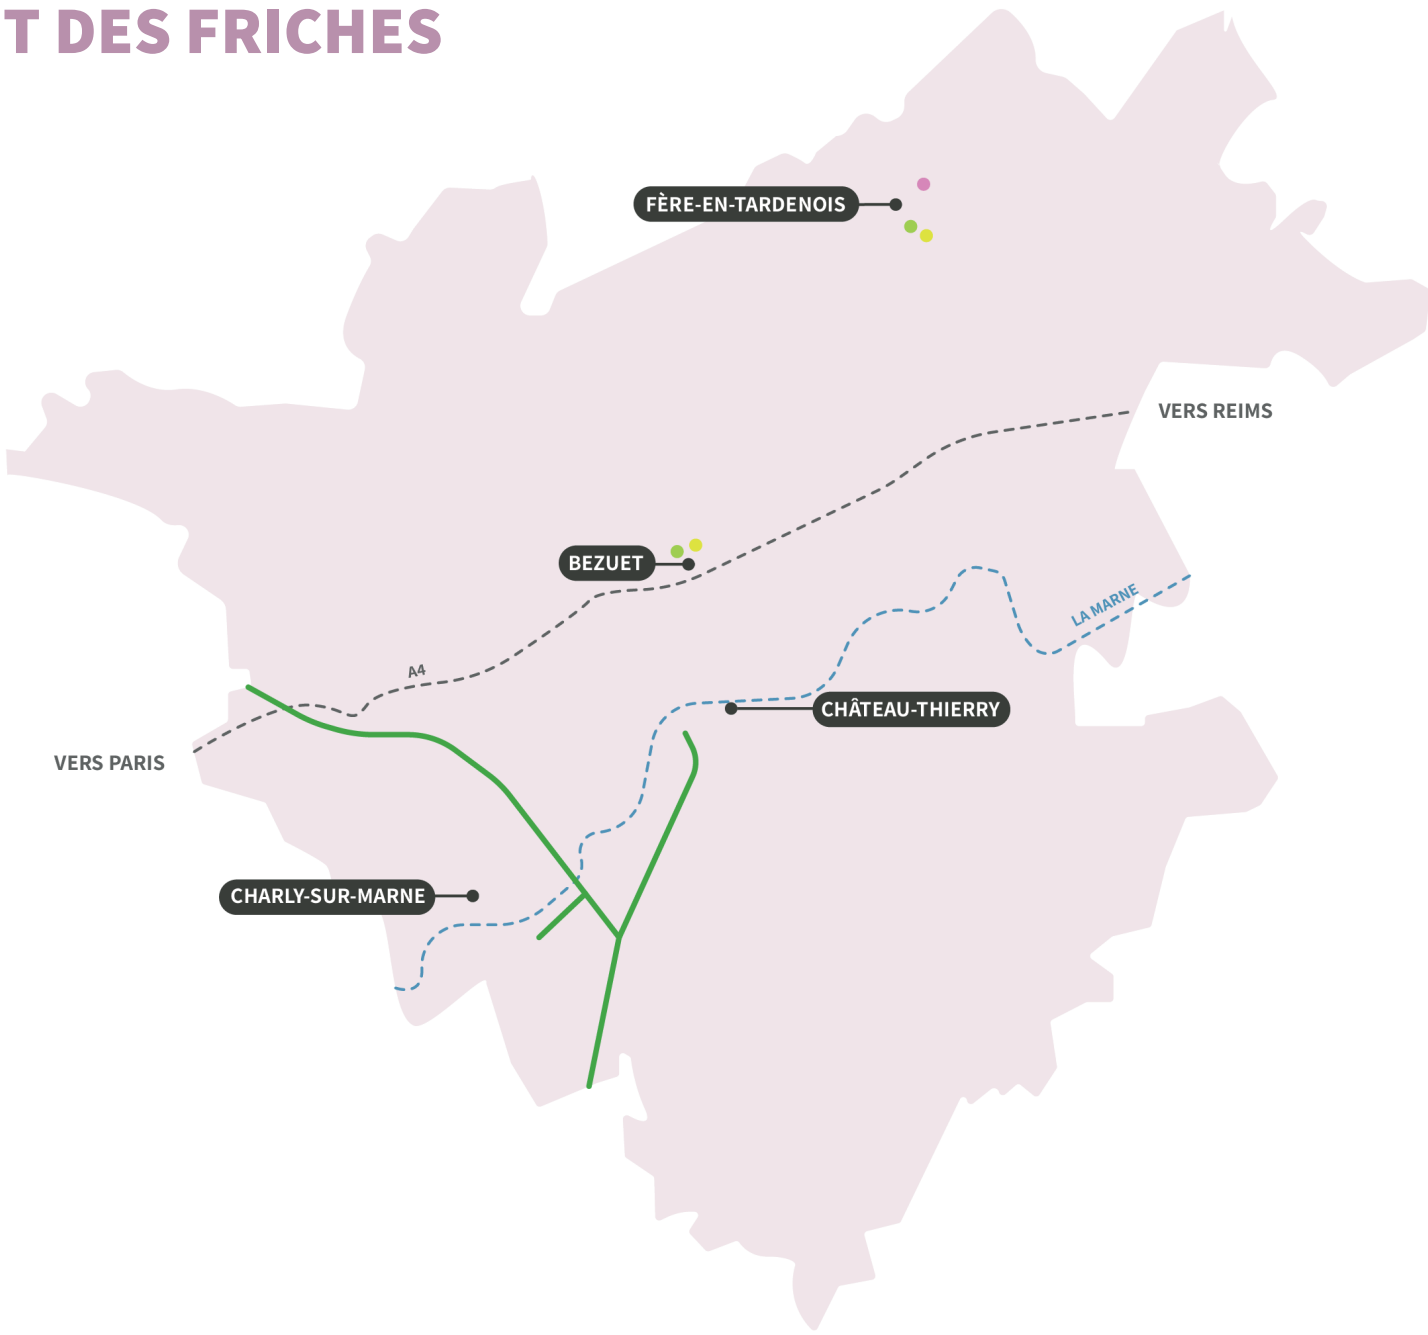 T DES FRICHES
FÈRE-EN-TARDENOIS
VERS REIMS
BEZUET
LA MARNE
A4
CHÂTEAU-THIERRY
VERS PARIS
CHARLY-SUR-MARNE